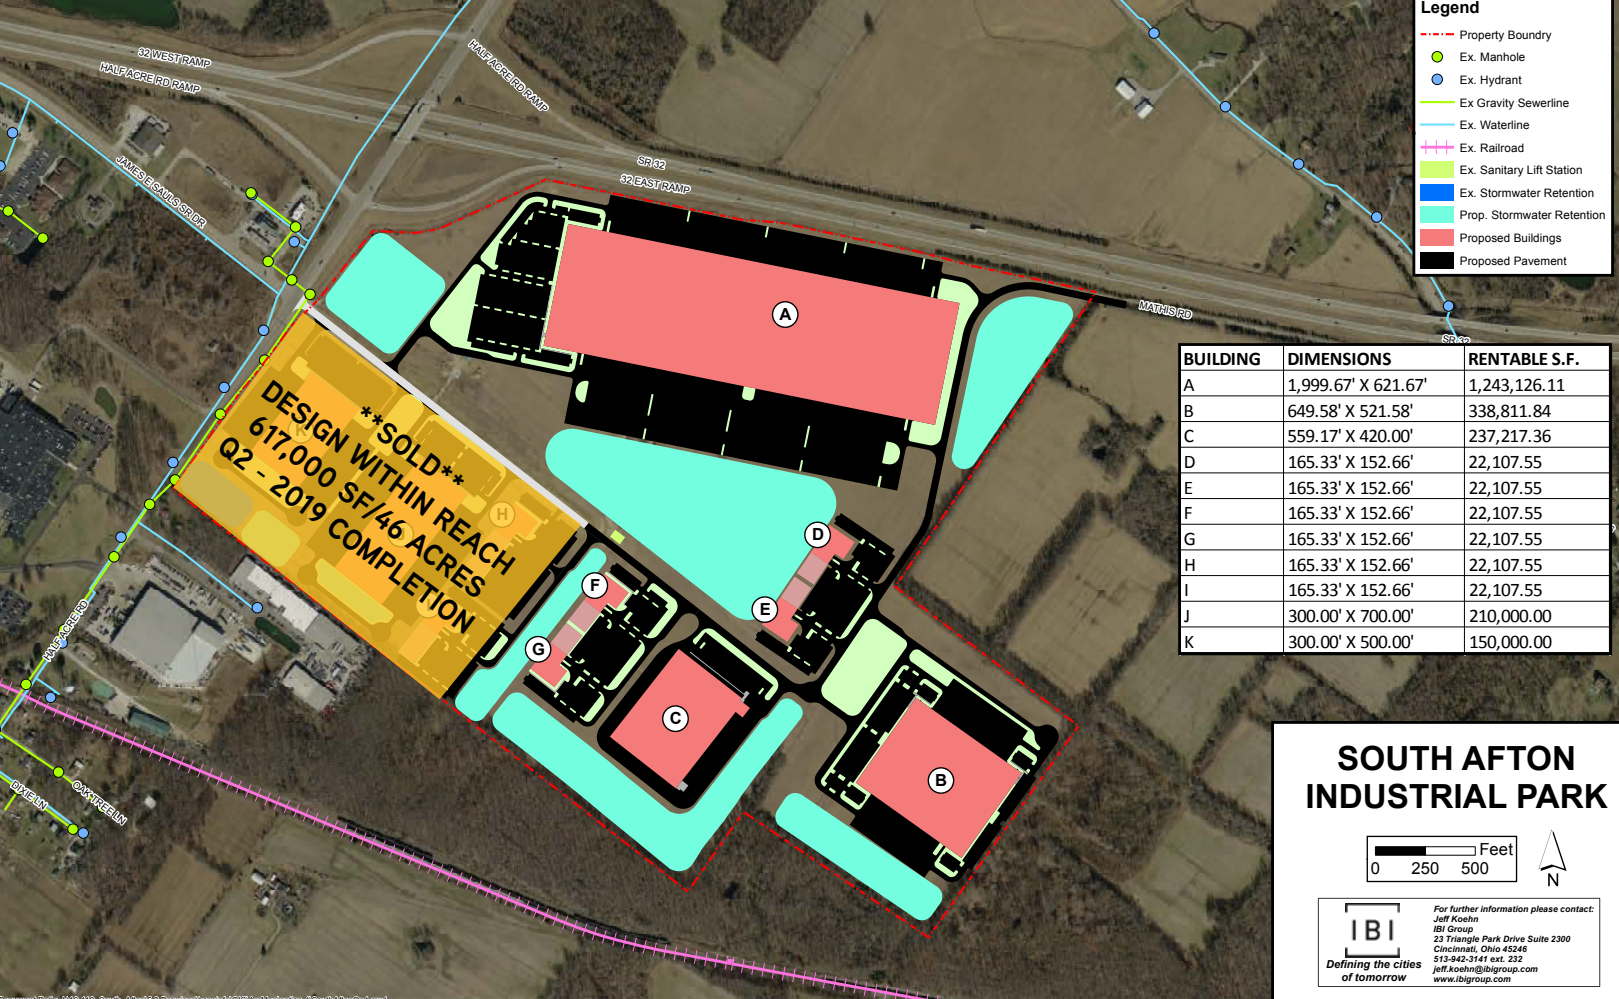 32 WEST RAMP
HALF ACRE RD RAMP
HALF ACRE RD RAMP
JAMES E SAULS SR DR
SR 32
32 EAST RAMP
MATHIS RD
SR 32
HALF ACRE RD
OAK TREE LN
DIXIE LN
A
D
E
F
G
C
B
H
K
**SOLD**
DESIGN WITHIN REACH
617,000 SF/46 ACRES
Q2 - 2019 COMPLETION
Legend
Property Boundry
Ex. Manhole
Ex. Hydrant
Ex Gravity Sewerline
Ex. Waterline
Ex. Railroad
Ex. Sanitary Lift Station
Ex. Stormwater Retention
Prop. Stormwater Retention
Proposed Buildings
Proposed Pavement
BUILDING DIMENSIONS RENTABLE S.F.
A 1,999.67' X 621.67' 1,243,126.11
B 649.58' X 521.58' 338,811.84
C 559.17' X 420.00' 237,217.36
D 165.33' X 152.66' 22,107.55
E 165.33' X 152.66' 22,107.55
F 165.33' X 152.66' 22,107.55
G 165.33' X 152.66' 22,107.55
H 165.33' X 152.66' 22,107.55
I 165.33' X 152.66' 22,107.55
J 300.00' X 700.00' 210,000.00
K 300.00' X 500.00' 150,000.00
SOUTH AFTON
INDUSTRIAL PARK
Feet
0 250 500
N
IBI
Defining the cities
of tomorrow
For further information please contact:
Jeff Koehn
IBI Group
23 Triangle Park Drive Suite 2300
Cincinnati, Ohio 45246
513-942-3141 ext. 232
jeff.koehn@ibigroup.com
www.ibigroup.com